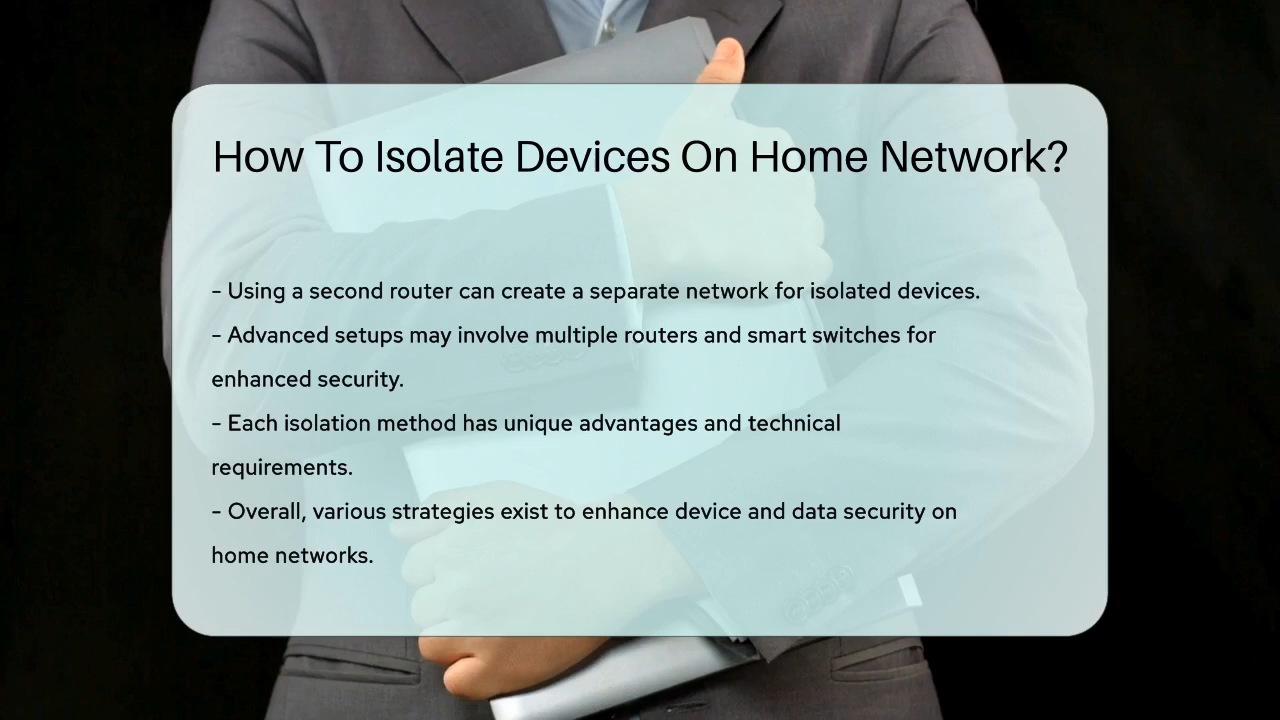 How To Isolate Devices On Home Network?
- Using a second router can create a separate network for isolated devices.
- Advanced setups may involve multiple routers and smart switches for
enhanced security.
- Each isolation method has unique advantages and technical
requirements.
- Overall, various strategies exist to enhance device and data security on
home networks.